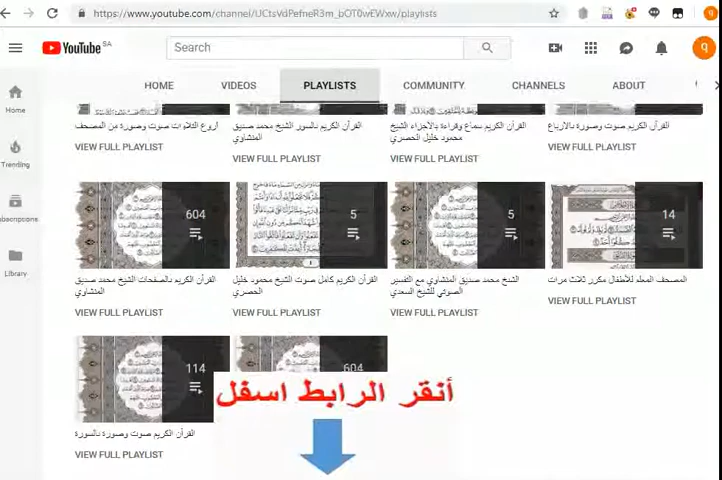 https://www.youtube.com/channel/UCtsVdPefneR3m_bOT0wEWxw/playlists
YouTube SA
Search
HOME VIDEOS PLAYLISTS COMMUNITY CHANNELS ABOUT
Home
Trending
Subscriptions
Library
أروع التلاوات صوت وصورة من المصحف
VIEW FULL PLAYLIST
القرآن الكريم بالسور الشيخ محمد صديق
المنشاوي
VIEW FULL PLAYLIST
القرآن الكريم سماع وقراءة بالاجزاء الشيخ
محمود خليل الحصري
VIEW FULL PLAYLIST
القرآن الكريم صوت وصورة بالارباع
VIEW FULL PLAYLIST
604
القرآن الكريم بالصفحات الشيخ محمد صديق
المنشاوي
VIEW FULL PLAYLIST
5
القرآن الكريم كامل صوت الشيخ محمود خليل
الحصري
VIEW FULL PLAYLIST
5
الشيخ محمد صديق المنشاوي مع التفسير
الصوتي للشيخ السعدي
VIEW FULL PLAYLIST
14
المصحف المعلم للأطفال مكرر ثلاث مرات
VIEW FULL PLAYLIST
114
القرآن الكريم صوت وصورة بالسورة
VIEW FULL PLAYLIST
604
أنقر الرابط اسفل